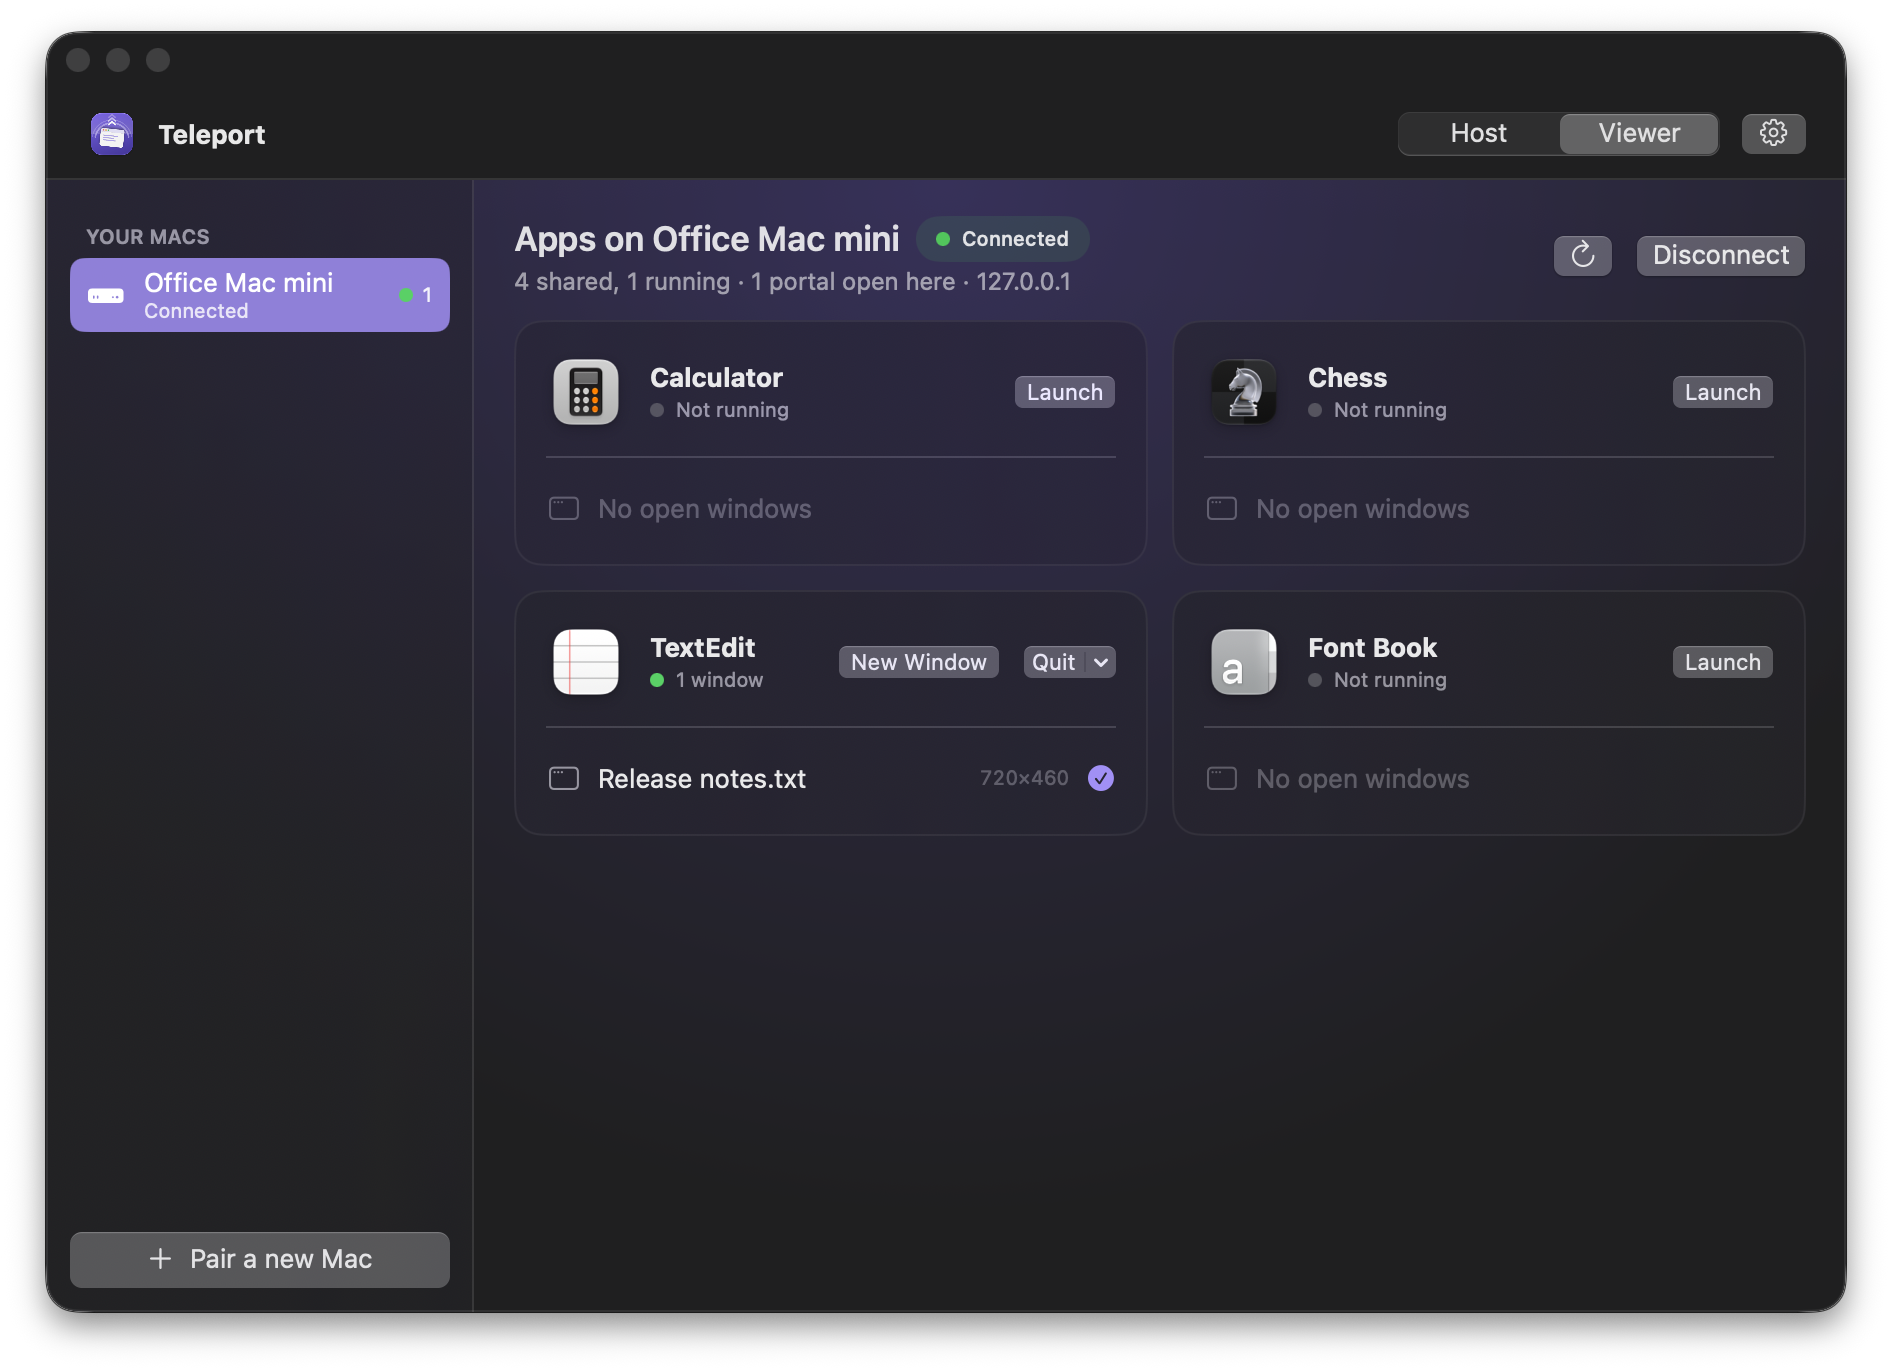 Teleport
Host
Viewer
YOUR MACS
Office Mac mini
Connected
1
Pair a new Mac
Apps on Office Mac mini
Connected
4 shared, 1 running · 1 portal open here · 127.0.0.1
Disconnect
Calculator
Not running
Launch
No open windows
Chess
Not running
Launch
No open windows
TextEdit
1 window
New Window
Quit
Release notes.txt
720×460
Font Book
Not running
Launch
No open windows
a